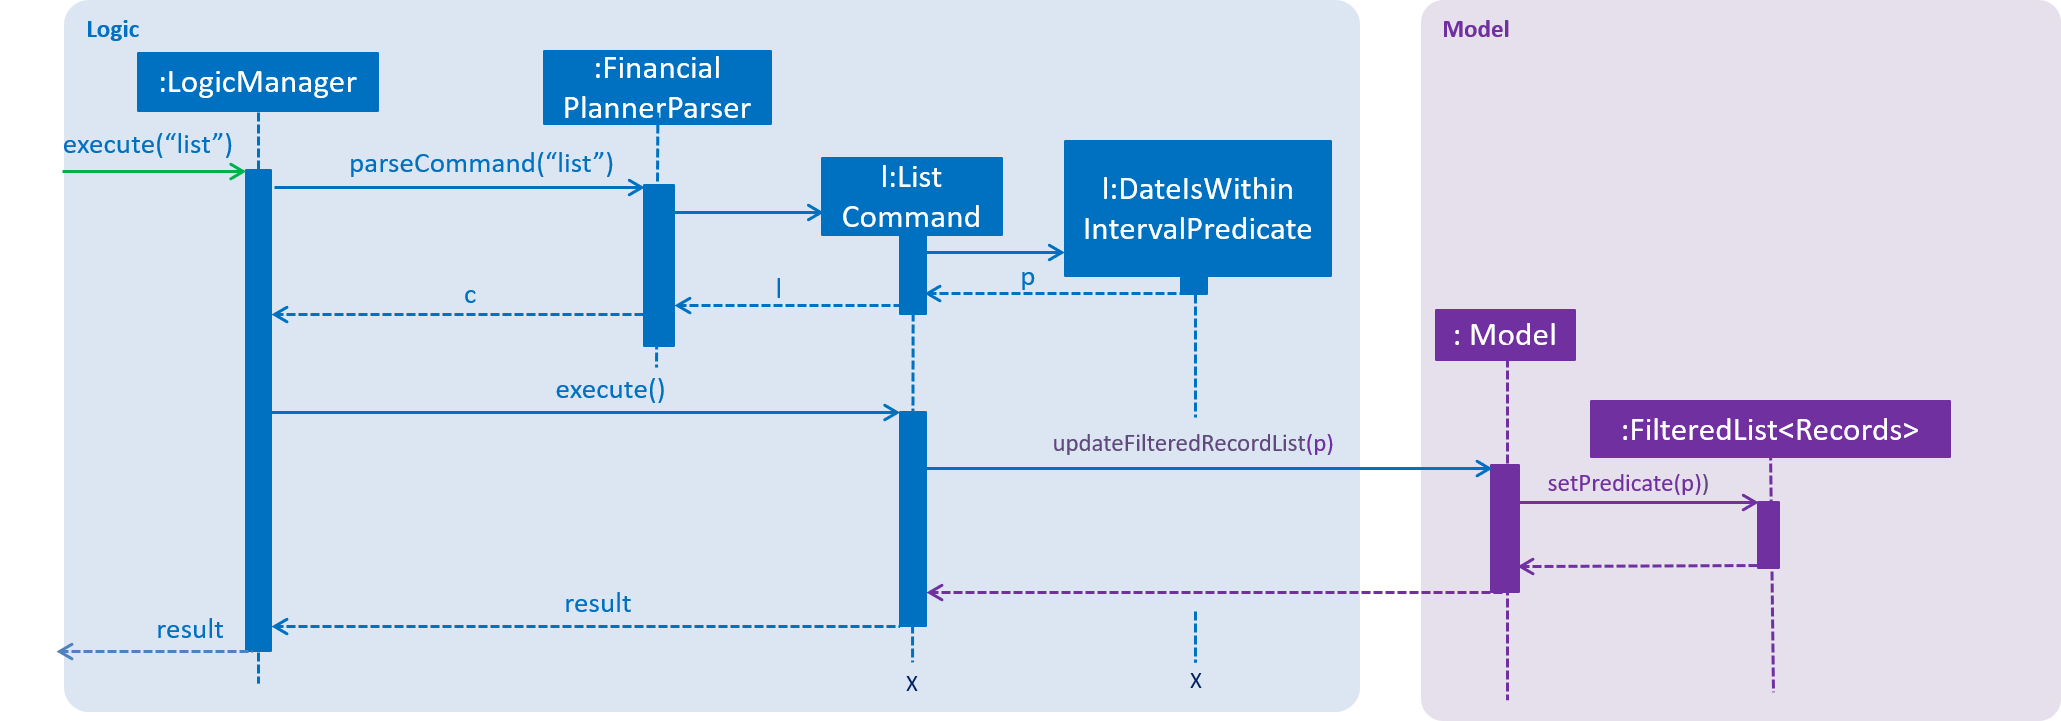 Logic
Model
:LogicManager
:Financial
PlannerParser
execute(“list”)
parseCommand(“list”)
l:List
Command
l:DateIsWithin
IntervalPredicate
p
l
c
: Model
execute()
:FilteredList<Records>
updateFilteredRecordList(p)
setPredicate(p))
result
result
X
X